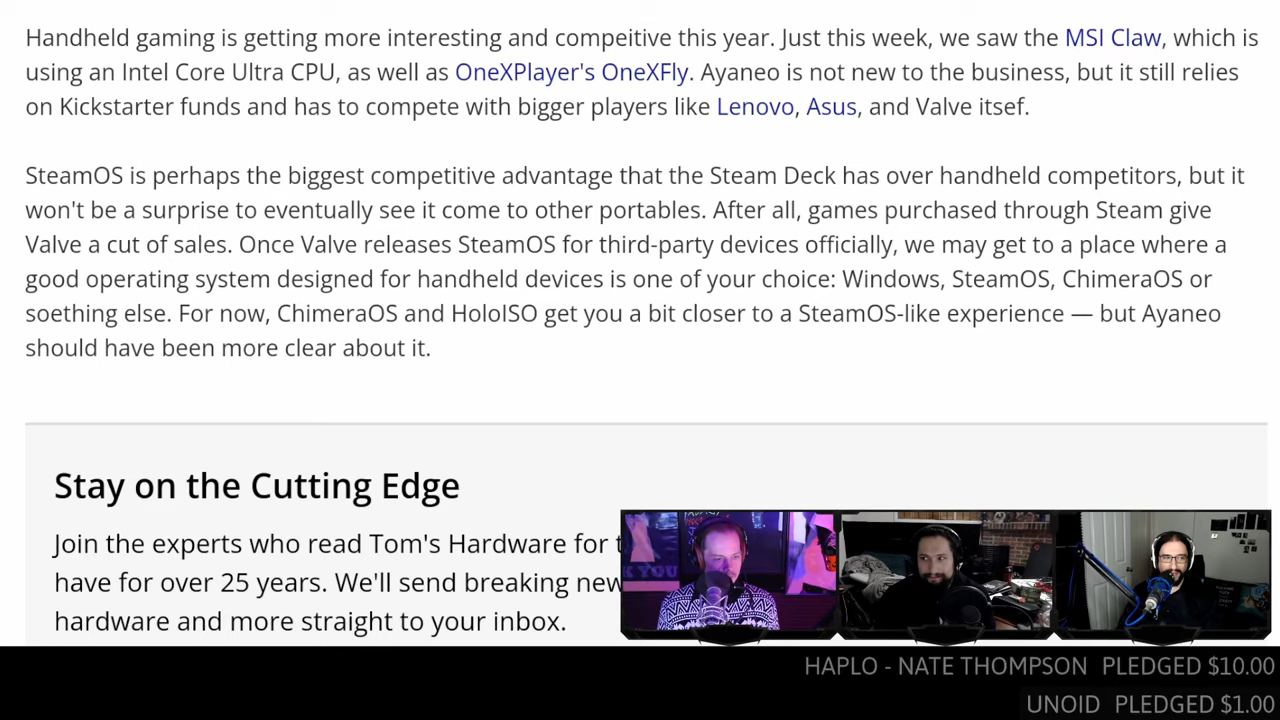 Handheld gaming is getting more interesting and compeitive this year. Just this week, we saw the MSI Claw, which is
using an Intel Core Ultra CPU, as well as OneXPlayer's OneXFly. Ayaneo is not new to the business, but it still relies
on Kickstarter funds and has to compete with bigger players like Lenovo, Asus, and Valve itsef.
SteamOS is perhaps the biggest competitive advantage that the Steam Deck has over handheld competitors, but it
won't be a surprise to eventually see it come to other portables. After all, games purchased through Steam give
Valve a cut of sales. Once Valve releases SteamOS for third-party devices officially, we may get to a place where a
good operating system designed for handheld devices is one of your choice: Windows, SteamOS, ChimeraOS or
soething else. For now, ChimeraOS and HoloISO get you a bit closer to a SteamOS-like experience — but Ayaneo
should have been more clear about it.
Stay on the Cutting Edge
Join the experts who read Tom's Hardware for
have for over 25 years. We'll send breaking new
hardware and more straight to your inbox.
HAPLO - NATE THOMPSON PLEDGED $10.00
UNOID PLEDGED $1.00